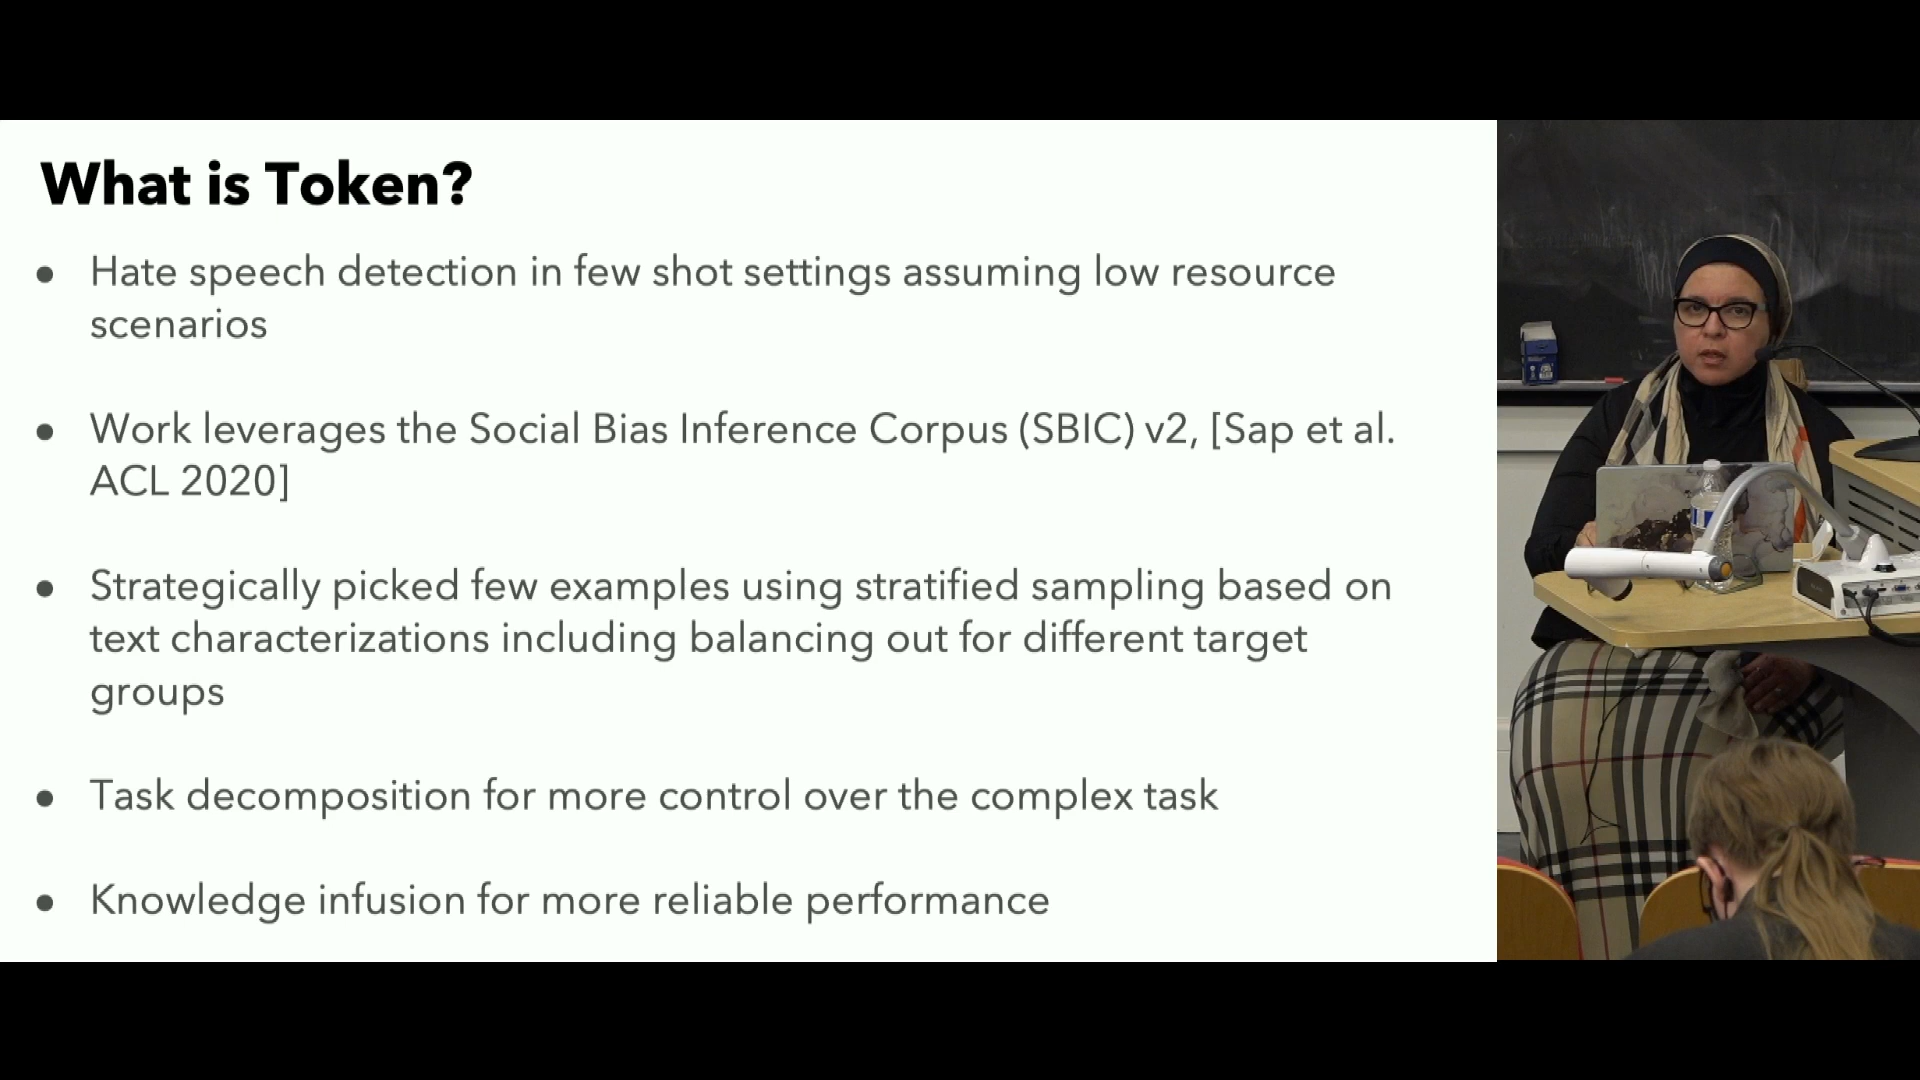 What is Token?
• Hate speech detection in few shot settings assuming low resource
scenarios
• Work leverages the Social Bias Inference Corpus (SBIC) v2, [Sap et al.
ACL 2020]
• Strategically picked few examples using stratified sampling based on
text characterizations including balancing out for different target
groups
• Task decomposition for more control over the complex task
• Knowledge infusion for more reliable performance